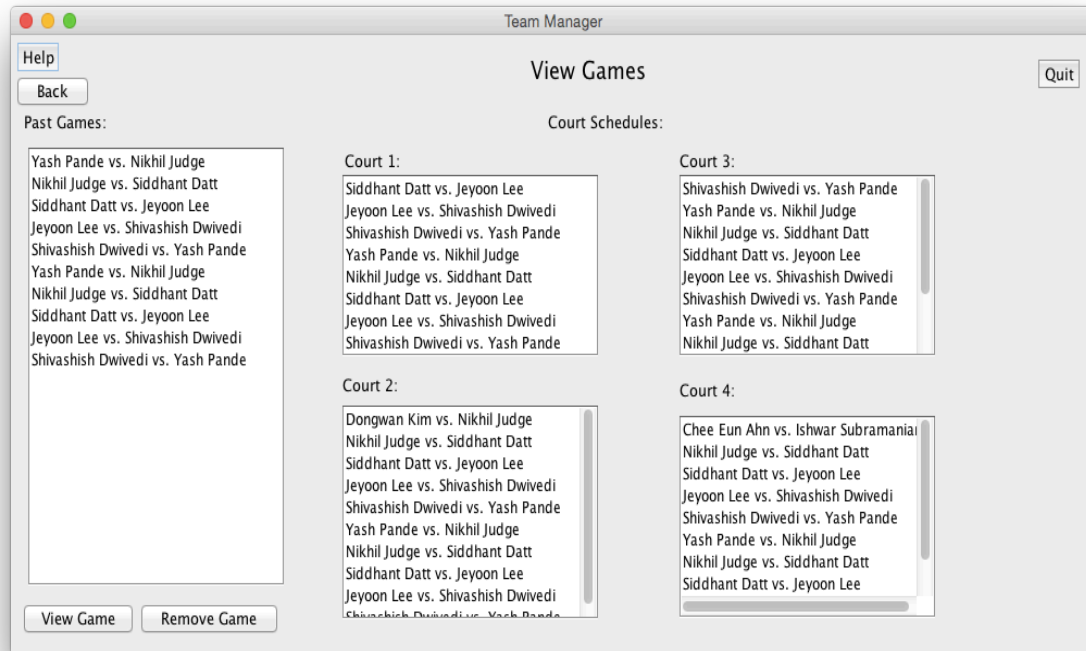 Team Manager
Help
View Games
Quit
Back
Past Games:
Court Schedules:
Yash Pande vs. Nikhil Judge
Nikhil Judge vs. Siddhant Datt
Siddhant Datt vs. Jeyoon Lee
Jeyoon Lee vs. Shivashish Dwivedi
Shivashish Dwivedi vs. Yash Pande
Yash Pande vs. Nikhil Judge
Nikhil Judge vs. Siddhant Datt
Siddhant Datt vs. Jeyoon Lee
Jeyoon Lee vs. Shivashish Dwivedi
Shivashish Dwivedi vs. Yash Pande
Court 1:
Siddhant Datt vs. Jeyoon Lee
Jeyoon Lee vs. Shivashish Dwivedi
Shivashish Dwivedi vs. Yash Pande
Yash Pande vs. Nikhil Judge
Nikhil Judge vs. Siddhant Datt
Siddhant Datt vs. Jeyoon Lee
Jeyoon Lee vs. Shivashish Dwivedi
Shivashish Dwivedi vs. Yash Pande
Court 3:
Shivashish Dwivedi vs. Yash Pande
Yash Pande vs. Nikhil Judge
Nikhil Judge vs. Siddhant Datt
Siddhant Datt vs. Jeyoon Lee
Jeyoon Lee vs. Shivashish Dwivedi
Shivashish Dwivedi vs. Yash Pande
Yash Pande vs. Nikhil Judge
Nikhil Judge vs. Siddhant Datt
Court 2:
Dongwan Kim vs. Nikhil Judge
Nikhil Judge vs. Siddhant Datt
Siddhant Datt vs. Jeyoon Lee
Jeyoon Lee vs. Shivashish Dwivedi
Shivashish Dwivedi vs. Yash Pande
Yash Pande vs. Nikhil Judge
Nikhil Judge vs. Siddhant Datt
Siddhant Datt vs. Jeyoon Lee
Jeyoon Lee vs. Shivashish Dwivedi
Shivashish Dwivedi vs. Yash Pande
Court 4:
Chee Eun Ahn vs. Ishwar Subramanian
Nikhil Judge vs. Siddhant Datt
Siddhant Datt vs. Jeyoon Lee
Jeyoon Lee vs. Shivashish Dwivedi
Shivashish Dwivedi vs. Yash Pande
Yash Pande vs. Nikhil Judge
Nikhil Judge vs. Siddhant Datt
Siddhant Datt vs. Jeyoon Lee
View Game
Remove Game